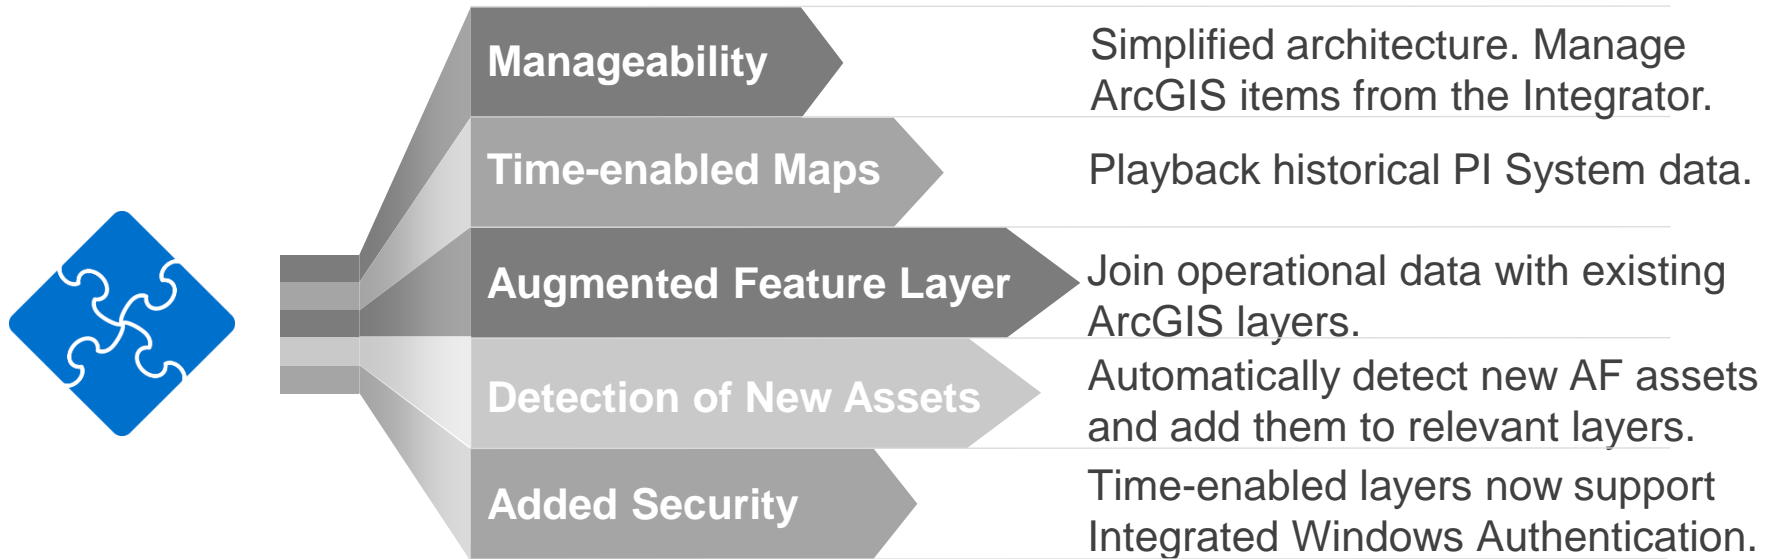 Manageability
Simplified architecture. Manage
ArcGIS items from the Integrator.
Time-enabled Maps
Playback historical PI System data.
Augmented Feature Layer
Join operational data with existing
ArcGIS layers.
Detection of New Assets
Automatically detect new AF assets
and add them to relevant layers.
Added Security
Time-enabled layers now support
Integrated Windows Authentication.